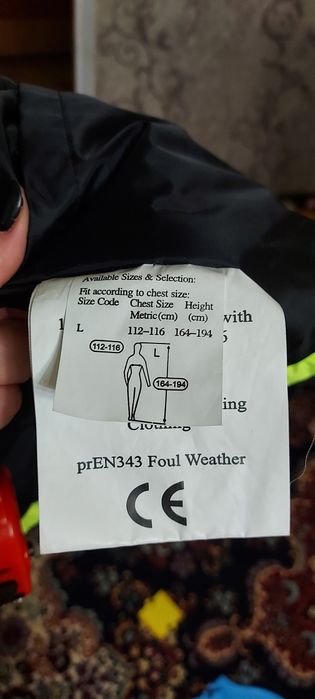 Available Sizes & Selection:
Fit according to chest size:
Size Code Chest Size Height
Metric(cm) (cm)
L 112–116 164–194
112-116
L
164-194
with
ing
Clothing
prEN343 Foul Weather
CE